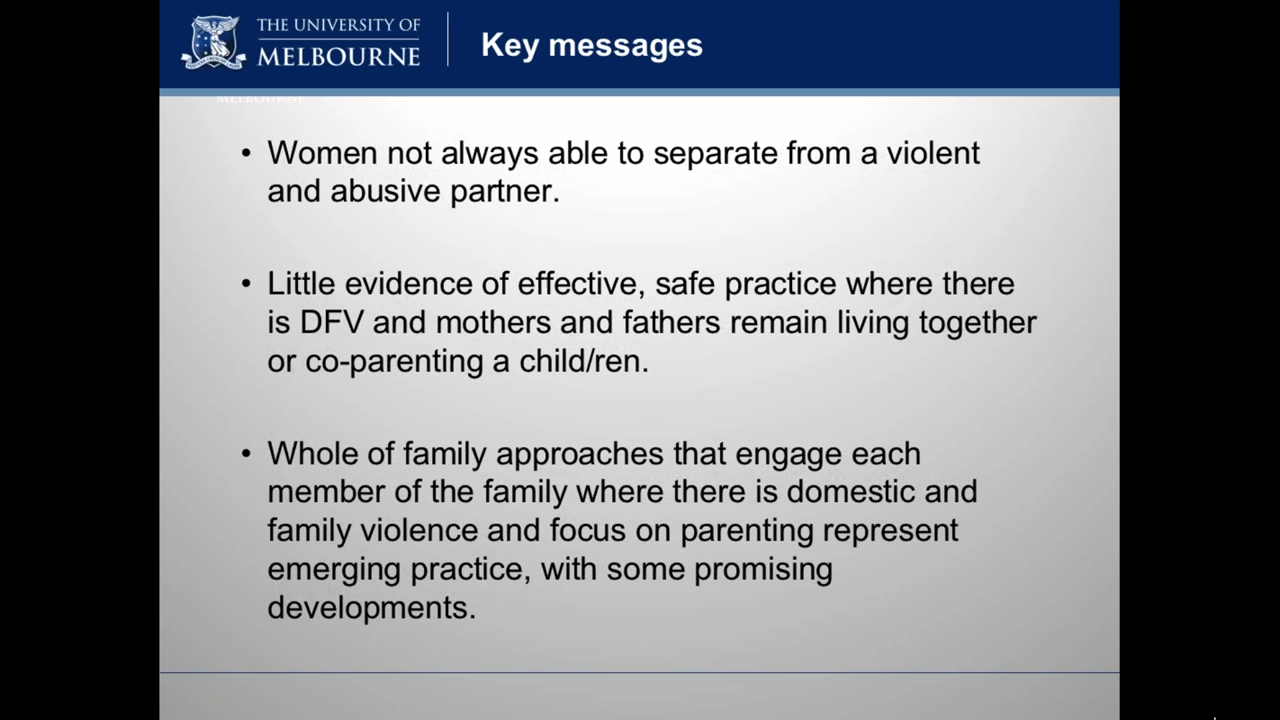 THE UNIVERSITY OF
MELBOURNE
Key messages
MELBOURNE
• Women not always able to separate from a violent
and abusive partner.
• Little evidence of effective, safe practice where there
is DFV and mothers and fathers remain living together
or co-parenting a child/ren.
• Whole of family approaches that engage each
member of the family where there is domestic and
family violence and focus on parenting represent
emerging practice, with some promising
developments.